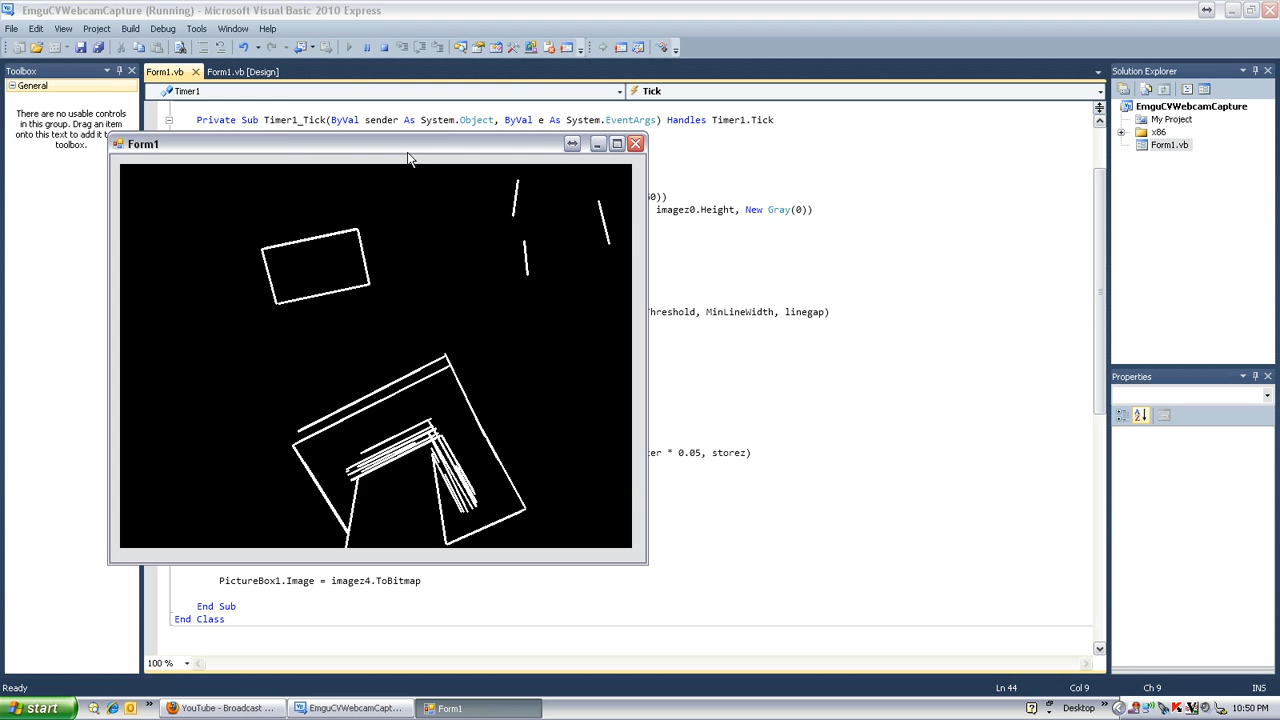 EmguCVWebcamCapture (Running) - Microsoft Visual Basic 2010 Express
File Edit View Project Build Debug Tools Window Help
Toolbox
Form1.vb Form1.vb [Design]
Solution Explorer
General
Timer1
Tick
There are no usable controls in this group. Drag an item onto this text to add it to the toolbox.
EmguCVWebcamCapture
My Project
x86
Form1.vb
Private Sub Timer1_Tick(ByVal sender As System.Object, ByVal e As System.EventArgs) Handles Timer1.Tick
Form1
0))
imagez0.Height, New Gray(0))
hreshold, MinLineWidth, linegap)
Properties
ter * 0.05, storez)
PictureBox1.Image = imagez4.ToBitmap
End Sub
End Class
100 %
Ready
Ln 44
Col 9
Ch 9
INS
start
YouTube - Broadcast ...
EmguCVWebcamCapt...
Form1
Desktop
10:50 PM